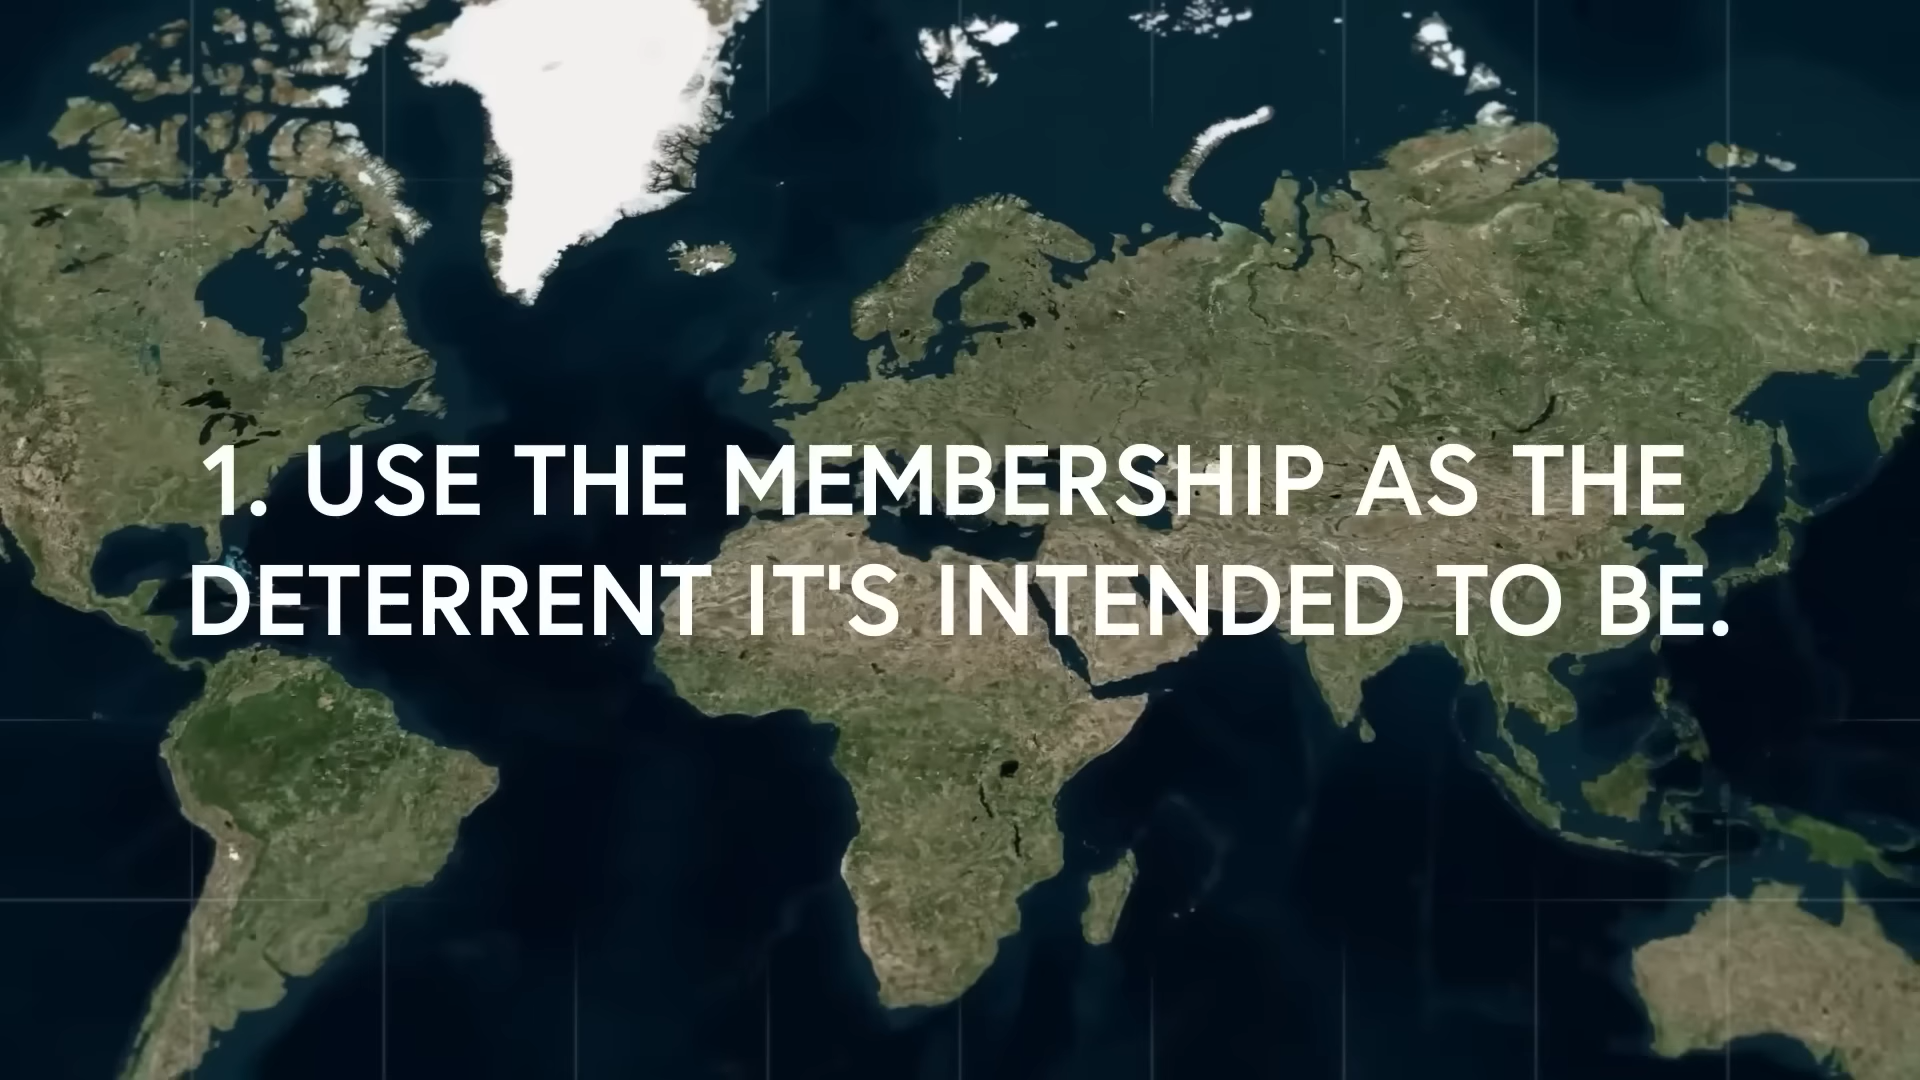 1. USE THE MEMBERSHIP AS THE
DETERRENT IT'S INTENDED TO BE.